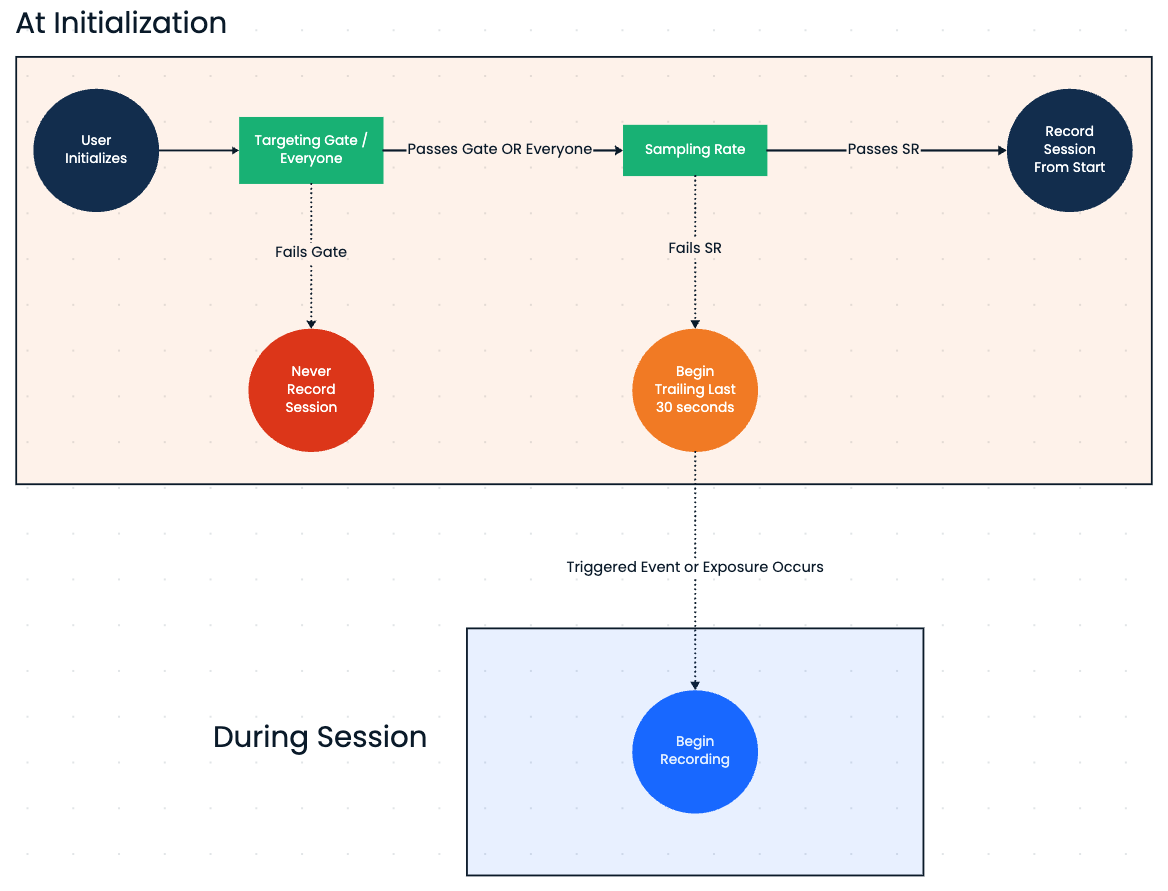 At Initialization
User
Initializes
Targeting Gate /
Everyone
Passes Gate OR Everyone
Sampling Rate
Passes SR
Record
Session
From Start
Fails Gate
Fails SR
Never
Record
Session
Begin
Trailing Last
30 seconds
Triggered Event or Exposure Occurs
During Session
Begin
Recording